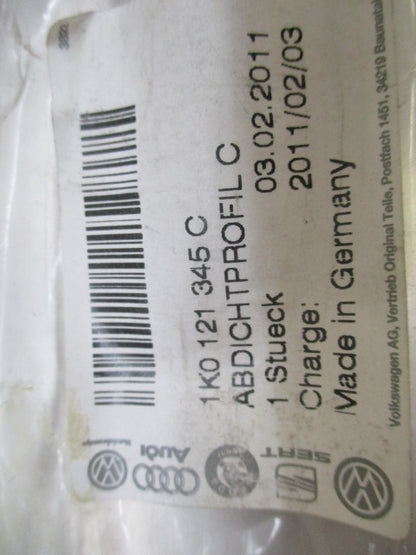 1K0 121 345 C
ABDICHTPROFIL C
1 Stueck 03.02.2011
Charge: 2011/02/03
Made in Germany
Volkswagen AG, Vertrieb Original Teile, Postfach 1451, 34219 Baunatal
Audi
SEAT